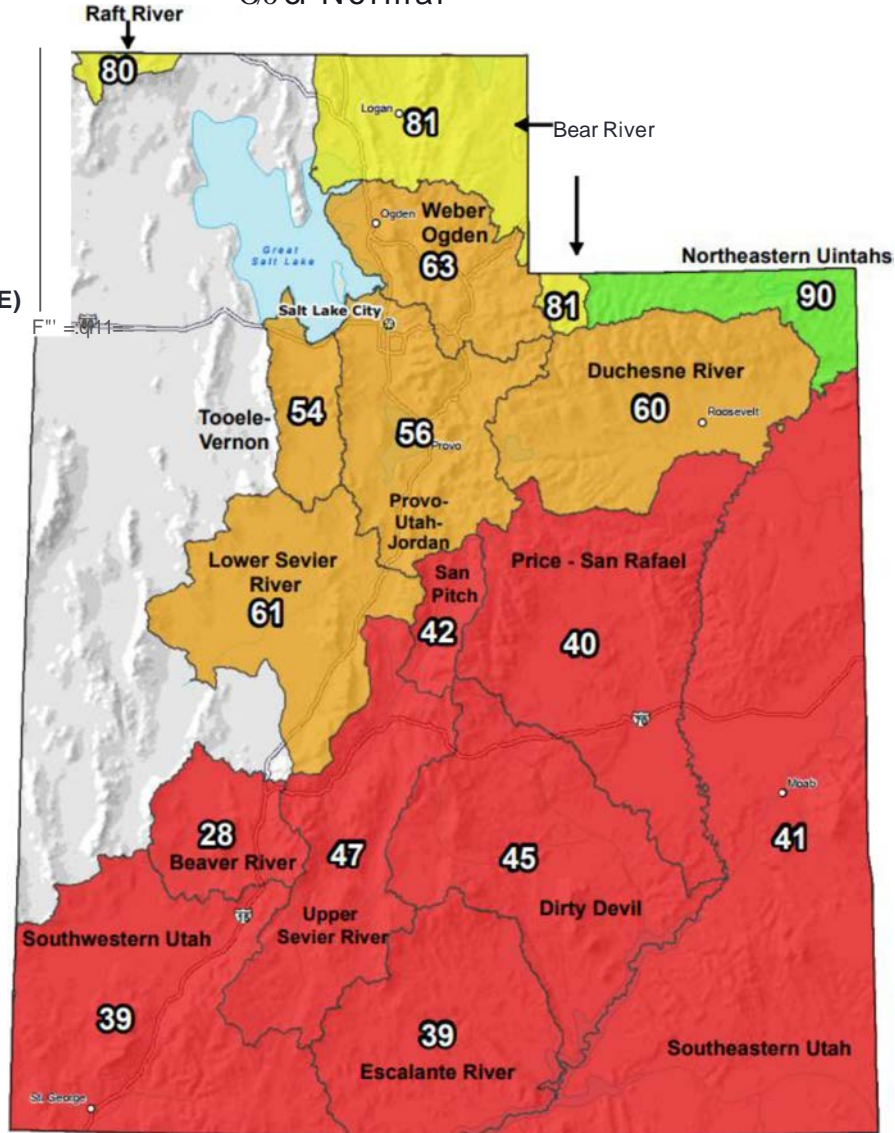 Raft River
80
Logan
81
Bear River
Ogden
Weber
Ogden
63
Great
Salt Lake
Northeastern Uintahs
90
81
E)
Salt Lake City
Duchesne River
60
Roosevelt
Tooele-
Vernon
54
56
Provo
Provo-
Utah-
Jordan
Lower Sevier
River
61
San
Pitch
42
Price - San Rafael
40
70
Moab
41
28
Beaver River
47
45
15
Upper
Sevier River
Dirty Devil
Southwestern Utah
39
39
Escalante River
Southeastern Utah
St. George